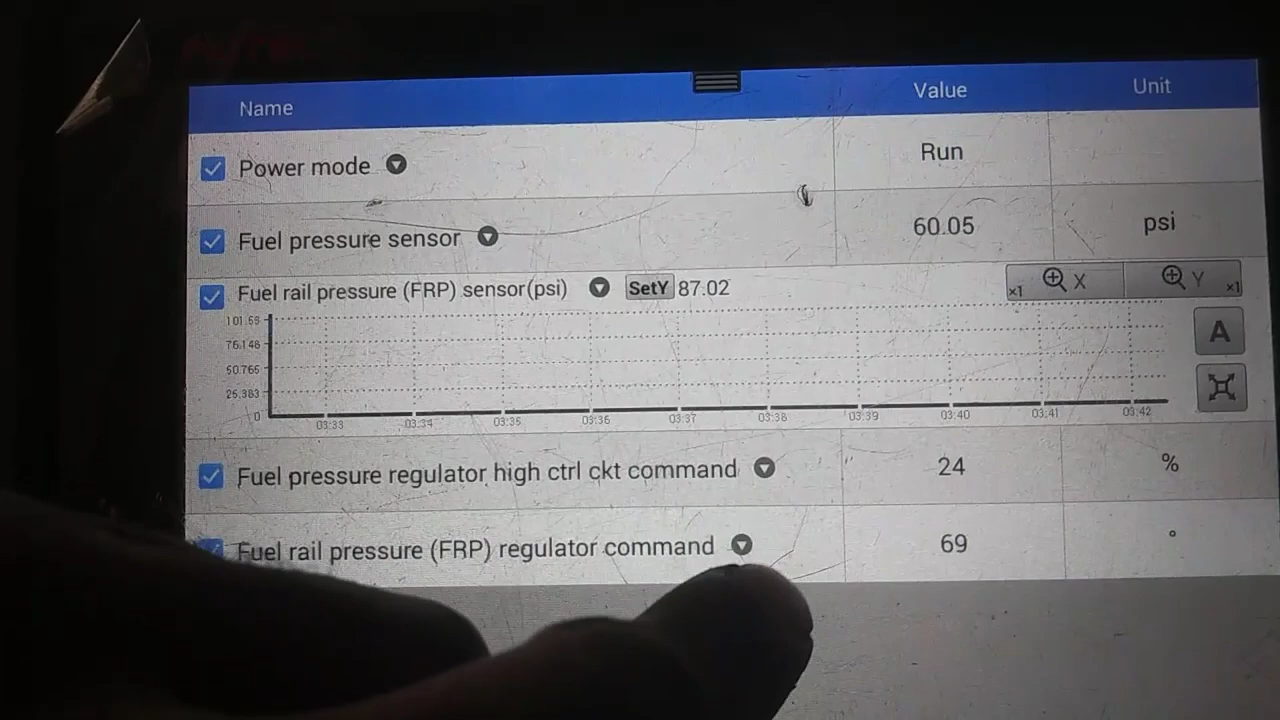 Name Value Unit
Power mode Run
Fuel pressure sensor 60.05 psi
Fuel rail pressure (FRP) sensor(psi) SetY 87.02 ×1 X Y ×1
101.55
76.148
50.765
25.383
0
A
03:33 03:34 03:35 03:36 03:37 03:38 03:39 03:40 03:41 03:42
Fuel pressure regulator high ctrl ckt command 24 %
Fuel rail pressure (FRP) regulator command 69 °